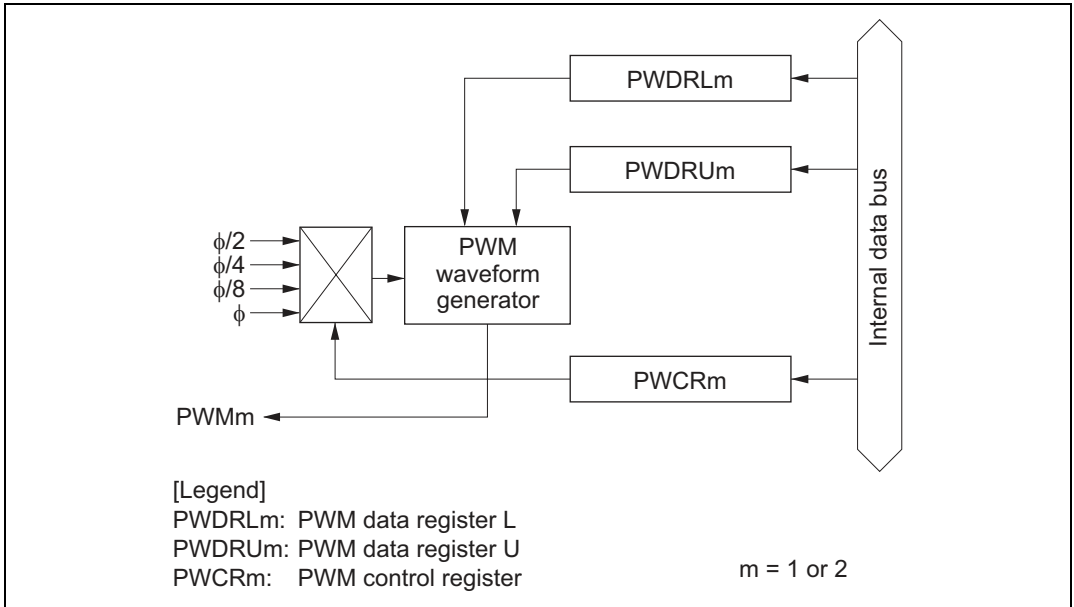 PWDRLm
PWDRUm
Internal data bus
ϕ/2
ϕ/4
ϕ/8
ϕ
PWM
waveform
generator
PWCRm
PWMm
[Legend]
PWDRLm: PWM data register L
PWDRUm: PWM data register U
PWCRm: PWM control register
m = 1 or 2